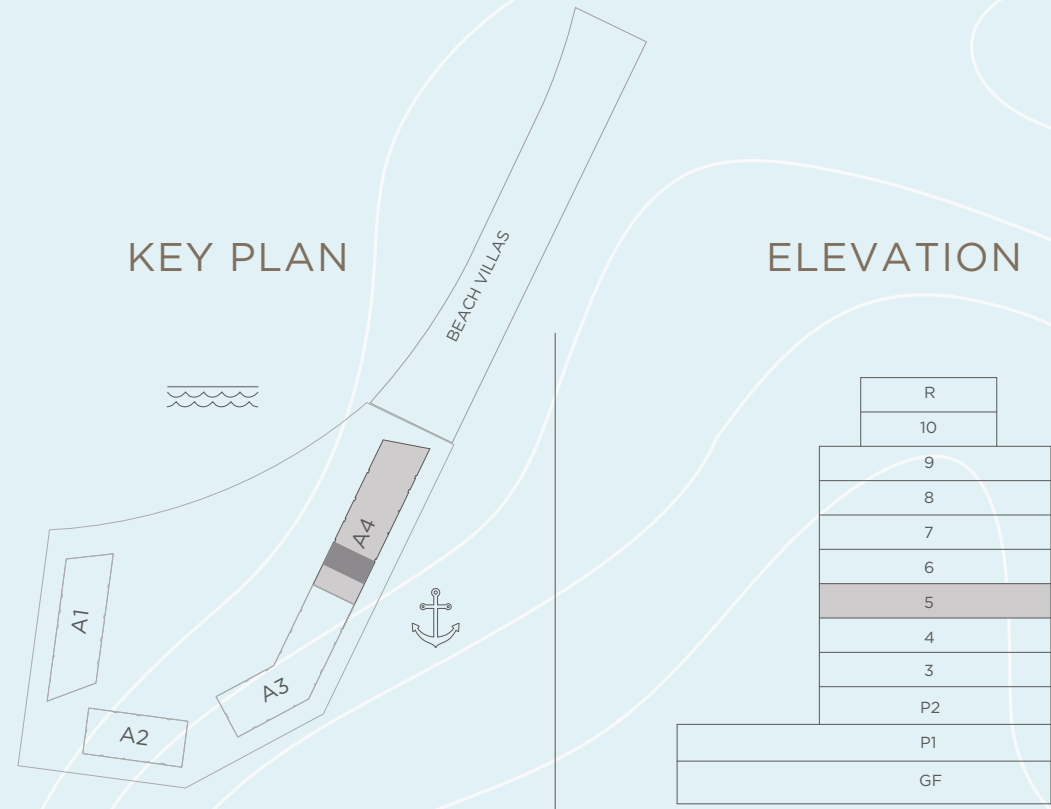 KEY PLAN
BEACH VILLAS
A4
A1
A3
A2
ELEVATION
R
10
9
8
7
6
5
4
3
P2
P1
GF